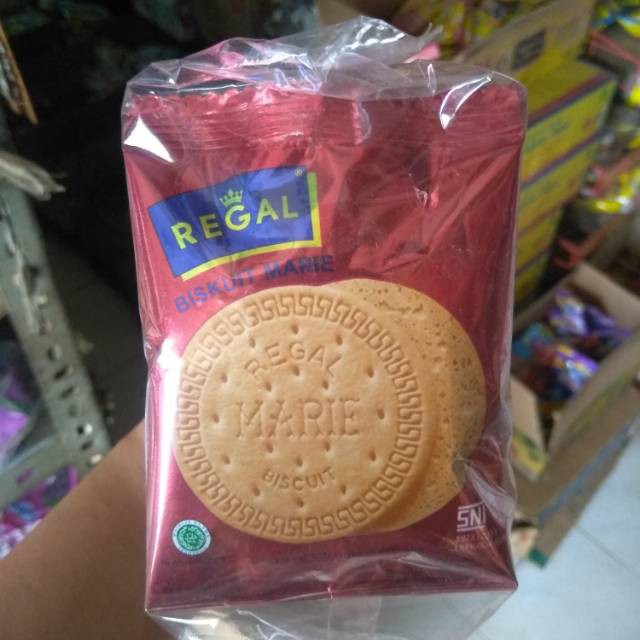 REGAL®
BISKUIT MARIE
REGAL
MARIE
BISCUIT
SNI